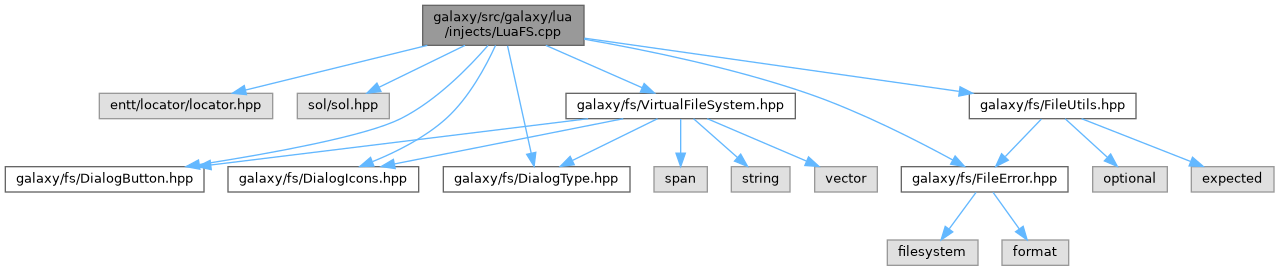 galaxy/src/galaxy/lua
/injects/LuaFS.cpp
entt/locator/locator.hpp
sol/sol.hpp
galaxy/fs/VirtualFileSystem.hpp
galaxy/fs/FileUtils.hpp
galaxy/fs/DialogButton.hpp
galaxy/fs/DialogIcons.hpp
galaxy/fs/DialogType.hpp
span
string
vector
galaxy/fs/FileError.hpp
optional
expected
filesystem
format